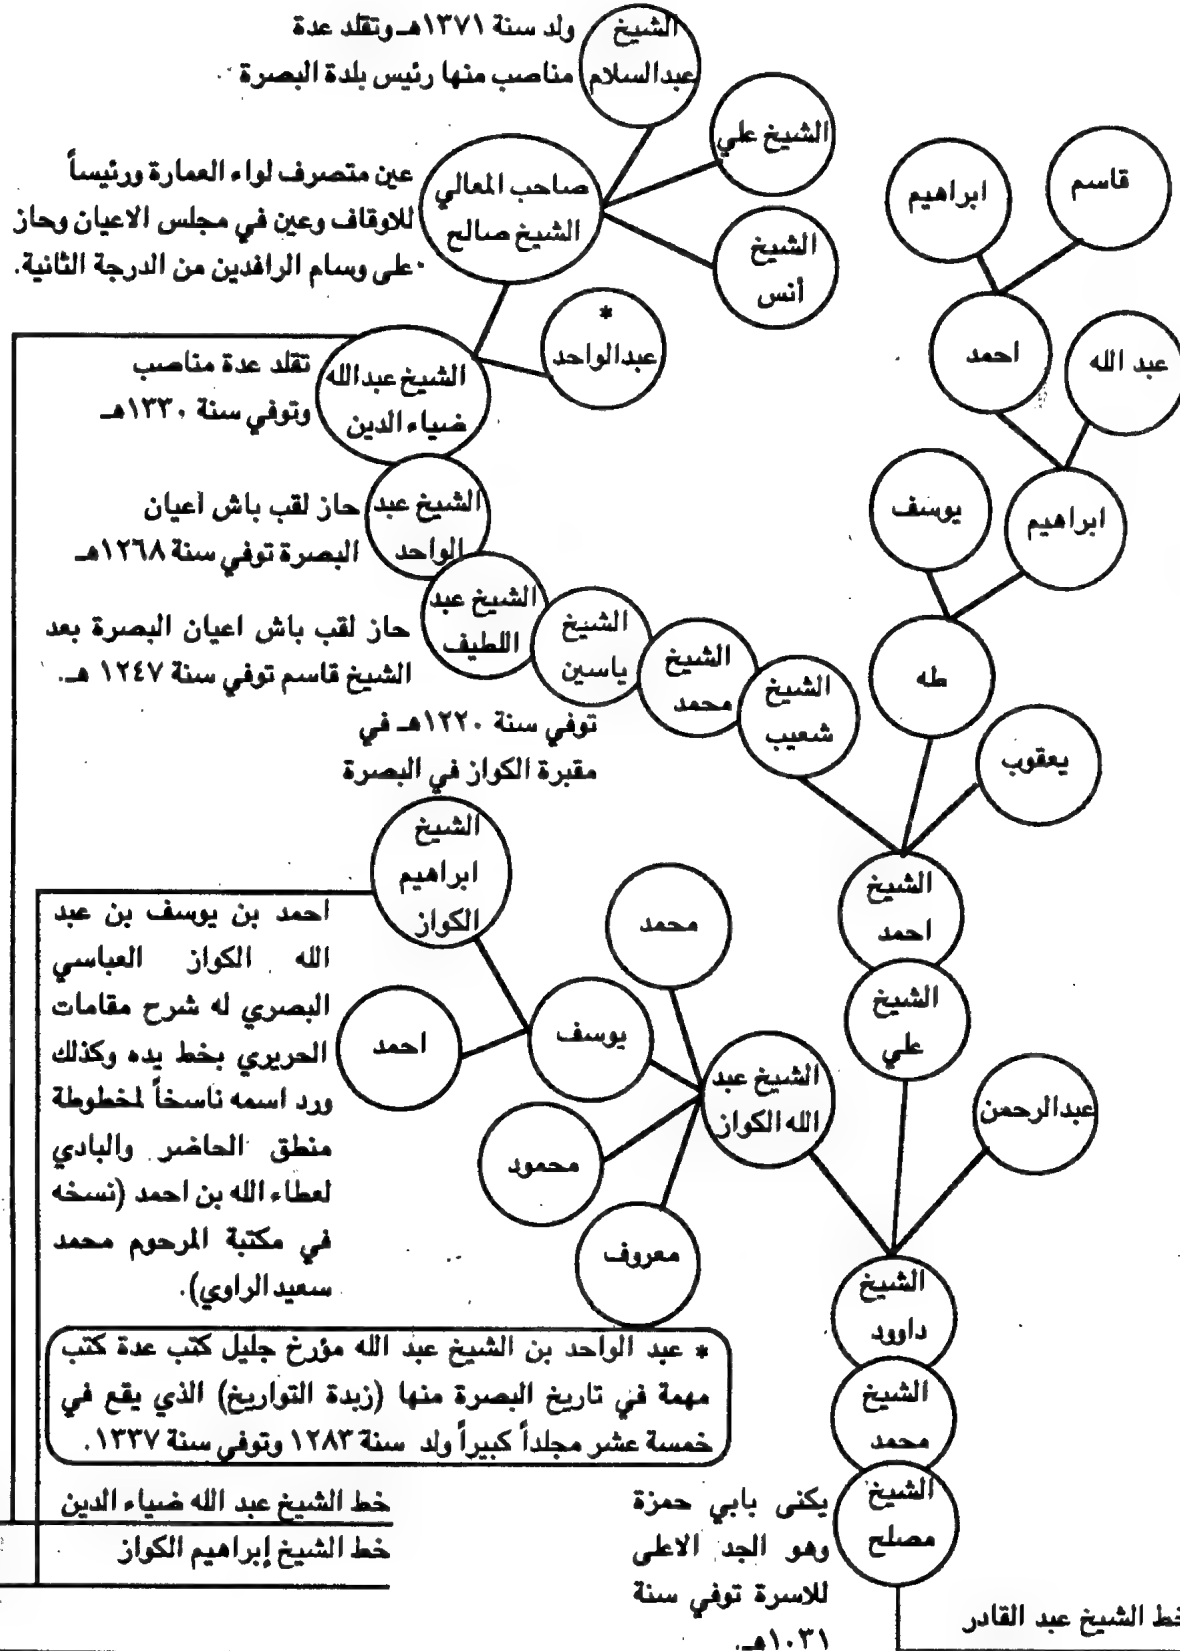 ولد سنة ١٣٧١هـ وتقلد عدة
مناصب منها رئيس بلدة البصرة
الشيخ
عبدالسلام
الشيخ علي
الشيخ
أنس
صاحب المعالي
الشيخ صالح
عين متصرف لواء العمارة ورئيساً
للاوقاف وعين في مجلس الاعيان وحاز
على وسام الرافدين من الدرجة الثانية.
*
عبدالواحد
الشيخ عبدالله
ضياء الدين
تقلد عدة مناصب
وتوفي سنة ١٣٣٠هـ
الشيخ عبد
الواحد
حاز لقب باش أعيان
البصرة توفي سنة ١٢٦٨هـ
الشيخ عبد
اللطيف
حاز لقب باش اعيان البصرة بعد
الشيخ قاسم توفي سنة ١٢٤٧ هـ.
الشيخ
ياسين
توفي سنة ١٢٢٠هـ في
مقبرة الكواز في البصرة
الشيخ
محمد
الشيخ
شعيب
قاسم
ابراهيم
احمد
عبد الله
يوسف
ابراهيم
طه
يعقوب
الشيخ
احمد
الشيخ
علي
عبدالرحمن
الشيخ
ابراهيم
الكواز
محمد
يوسف
احمد
محمود
معروف
الشيخ عبد
الله الكواز
احمد بن يوسف بن عبد
الله الكواز العباسي
البصري له شرح مقامات
الحريري بخط يده وكذلك
ورد اسمه ناسخاً لمخطوطة
منطق الحاضر والبادي
لعطاء الله بن احمد (نسخه
في مكتبة المرحوم محمد
سعيد الراوي).
الشيخ
داوود
الشيخ
محمد
الشيخ
مصلح
* عبد الواحد بن الشيخ عبد الله مؤرخ جليل كتب عدة كتب
مهمة في تاريخ البصرة منها (زبدة التواريخ) الذي يقع في
خمسة عشر مجلداً كبيراً ولد سنة ١٢٨٣ وتوفي سنة ١٣٣٧.
يكنى بابي حمزة
وهو الجد الاعلى
للاسرة توفي سنة
١٠٣١هـ.
خط الشيخ عبد الله ضياء الدين
خط الشيخ إبراهيم الكواز
خط الشيخ عبد القادر